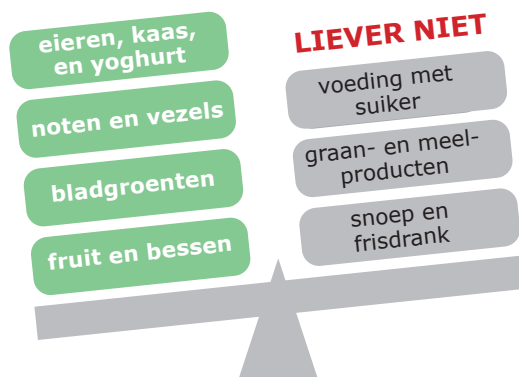 eieren, kaas,
en yoghurt
noten en vezels
bladgroenten
fruit en bessen
LIEVER NIET
voeding met
suiker
graan- en meel-
producten
snoep en
frisdrank